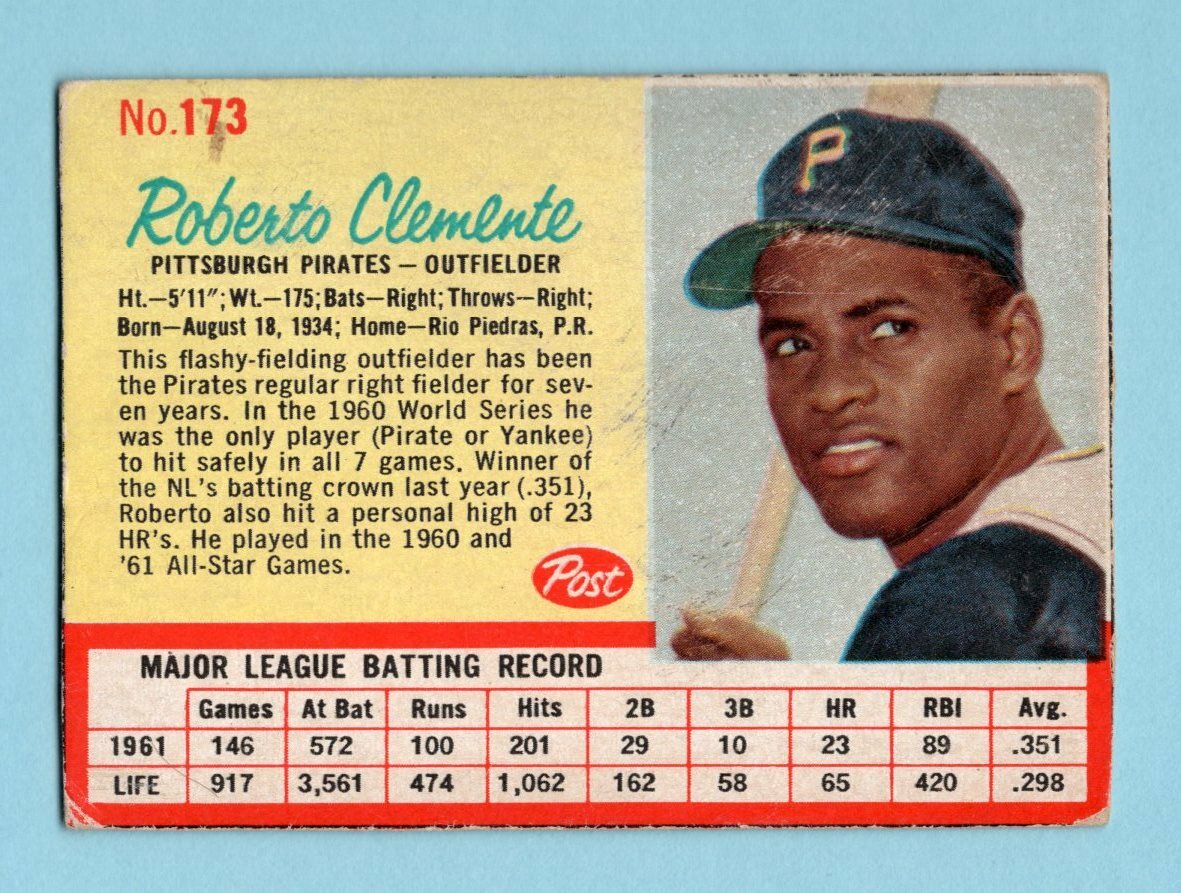 No.173
Roberto Clemente
PITTSBURGH PIRATES – OUTFIELDER
Ht.—5'11"; Wt.—175; Bats—Right; Throws—Right;
Born—August 18, 1934; Home—Rio Piedras, P.R.
This flashy-fielding outfielder has been
the Pirates regular right fielder for sev-
en years. In the 1960 World Series he
was the only player (Pirate or Yankee)
to hit safely in all 7 games. Winner of
the NL's batting crown last year (.351),
Roberto also hit a personal high of 23
HR's. He played in the 1960 and
'61 All-Star Games.
Post
P
MAJOR LEAGUE BATTING RECORD
Games At Bat Runs Hits 2B 3B HR RBI Avg.
1961 146 572 100 201 29 10 23 89 .351
LIFE 917 3,561 474 1,062 162 58 65 420 .298